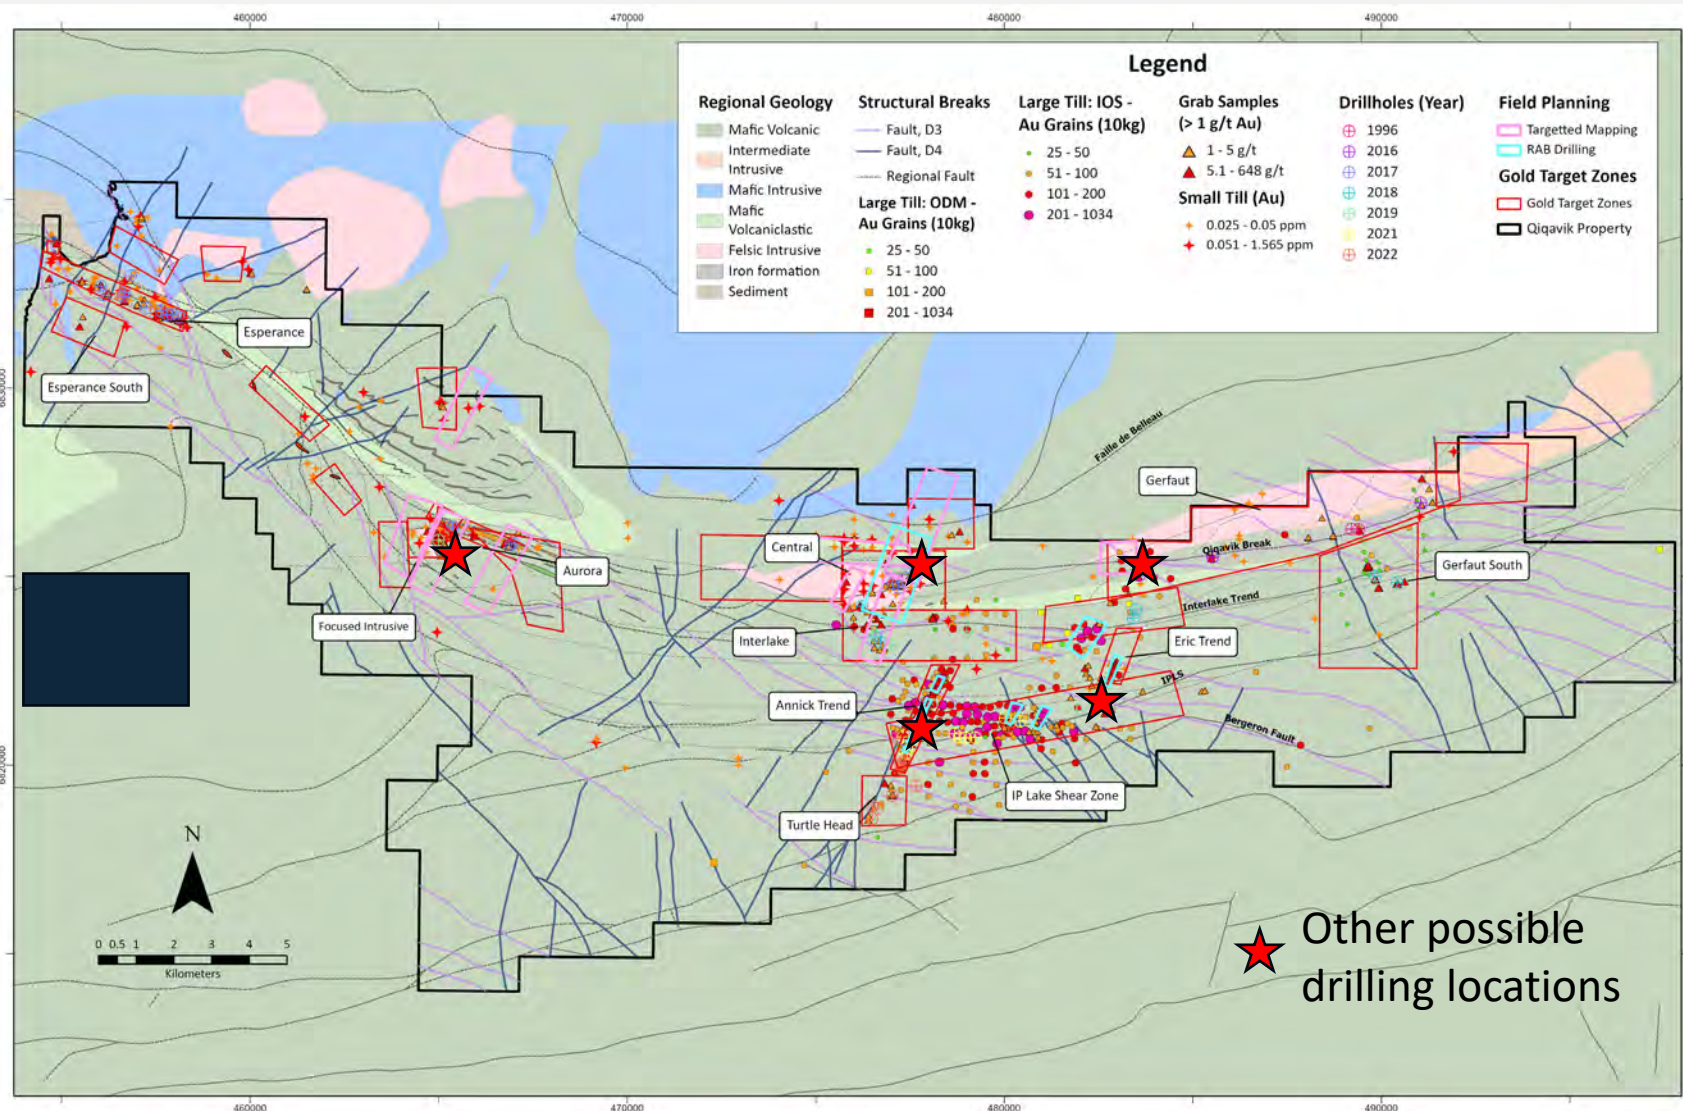 460000
470000
480000
490000
Legend
Regional Geology
Mafic Volcanic
Intermediate
Intrusive
Mafic Intrusive
Mafic
Volcaniclastic
Felsic Intrusive
Iron formation
Sediment
Structural Breaks
Fault, D3
Fault, D4
Regional Fault
Large Till: ODM -
Au Grains (10kg)
25 - 50
51 - 100
101 - 200
201 - 1034
Large Till: IOS -
Au Grains (10kg)
25 - 50
51 - 100
101 - 200
201 - 1034
Grab Samples
(> 1 g/t Au)
1 - 5 g/t
5.1 - 648 g/t
Small Till (Au)
0.025 - 0.05 ppm
0.051 - 1.565 ppm
Drillholes (Year)
1996
2016
2017
2018
2019
2021
2022
Field Planning
Targetted Mapping
RAB Drilling
Gold Target Zones
Gold Target Zones
Qiqavik Property
Esperance
6830000
Esperance South
Faille de Belleau
Gerfaut
Central
Qiqavik Break
Aurora
Gerfaut South
Interlake Trend
Focused Intrusive
Interlake
Eric Trend
IPLS
Annick Trend
Bergeron Fault
6820000
IP Lake Shear Zone
Turtle Head
N
0 0.5 1 2 3 4 5
Kilometers
Other possible
drilling locations
460000
470000
480000
490000